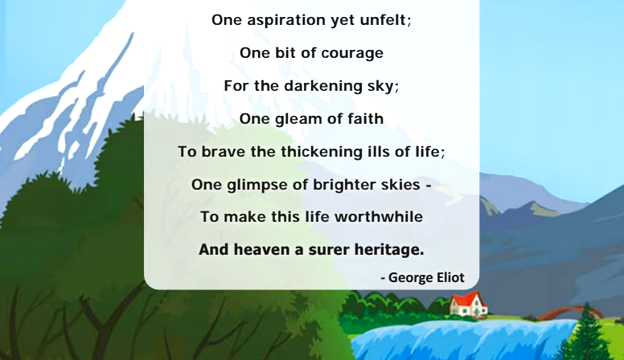 One aspiration yet unfelt;
One bit of courage
For the darkening sky;
One gleam of faith
To brave the thickening ills of life;
One glimpse of brighter skies -
To make this life worthwhile
And heaven a surer heritage.
- George Eliot